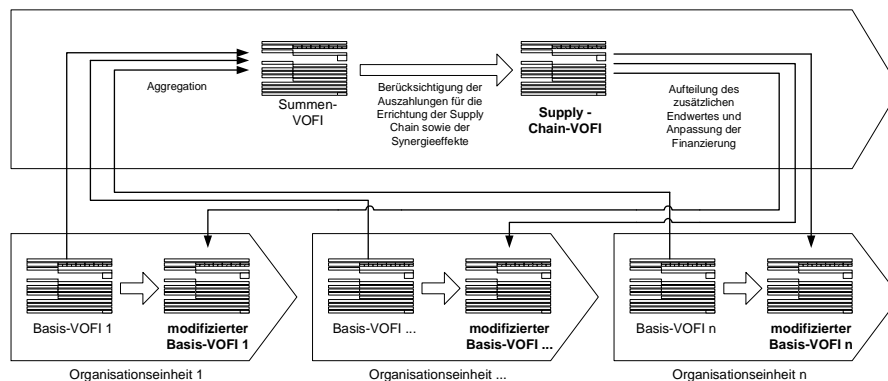 Aggregation
Summen-
VOFI
Berücksichtigung der
Auszahlungen für die
Errichtung der Supply
Chain sowie der
Synergieeffekte
Supply -
Chain-VOFI
Aufteilung des
zusätzlichen
Endwertes und
Anpassung der
Finanzierung
Basis-VOFI 1
modifizierter
Basis-VOFI 1
Basis-VOFI ...
modifizierter
Basis-VOFI ...
Basis-VOFI n
modifizierter
Basis-VOFI n
Organisationseinheit 1
Organisationseinheit ...
Organisationseinheit n